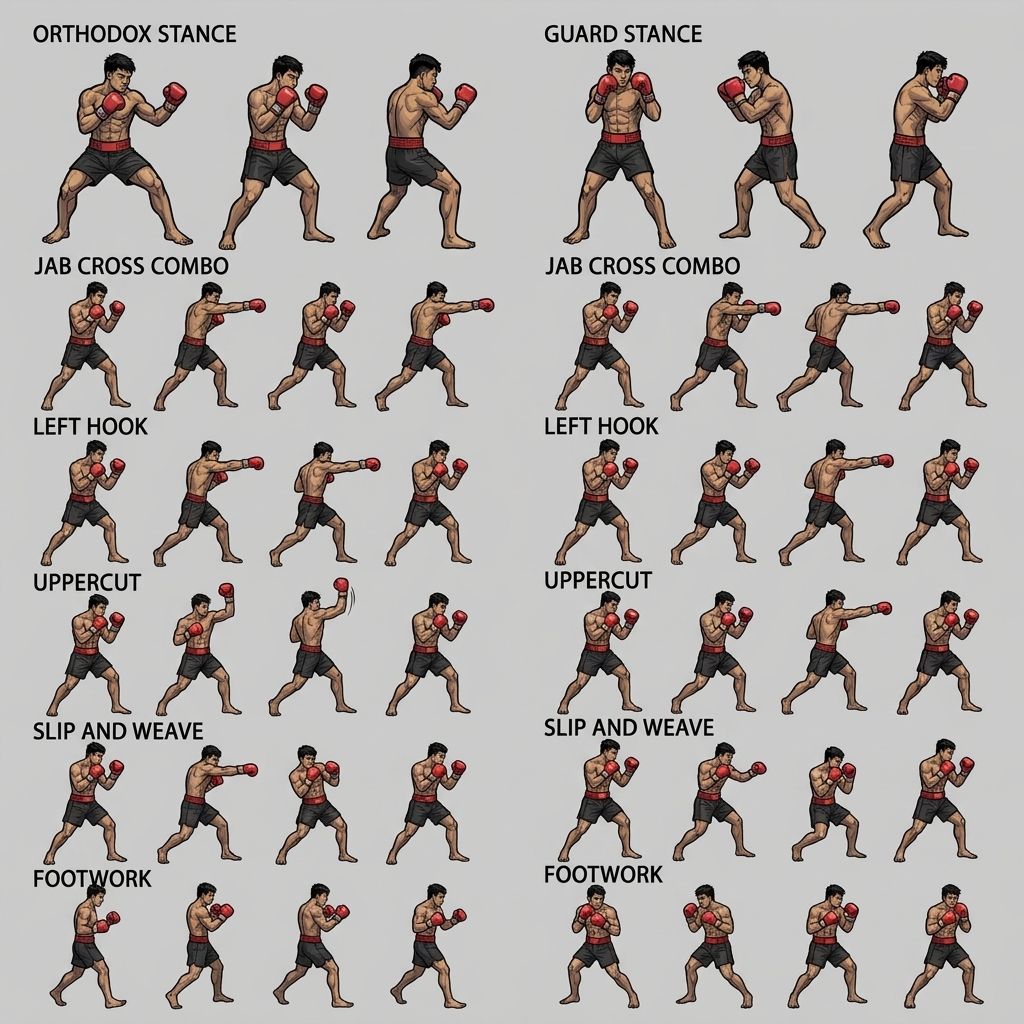 ORTHODOX STANCE
GUARD STANCE
JAB CROSS COMBO
JAB CROSS COMBO
LEFT HOOK
LEFT HOOK
UPPERCUT
UPPERCUT
SLIP AND WEAVE
SLIP AND WEAVE
FOOTWORK
FOOTWORK